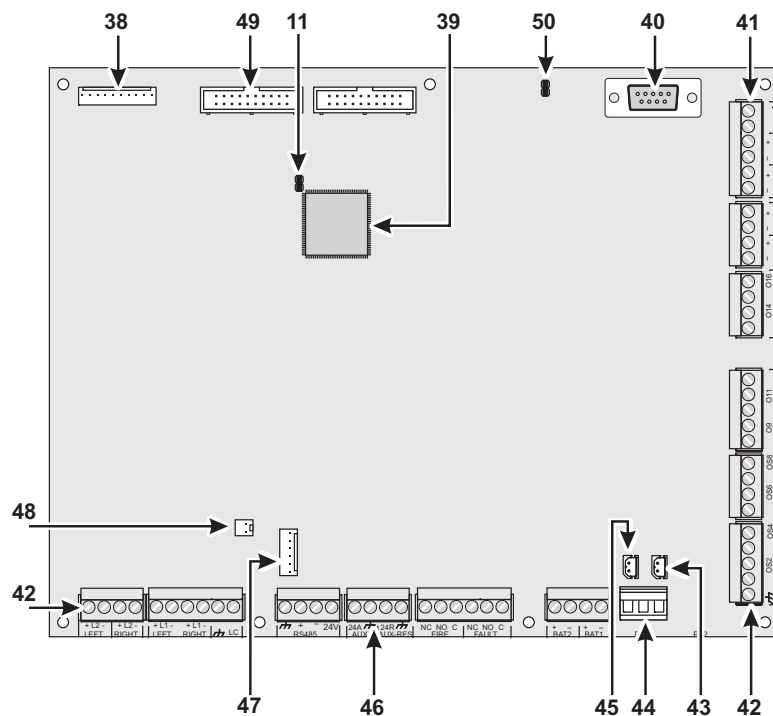 38 49 11 39 50 40 41
+
-
+
-
+
-
+
-
O16
O14
O11
O9
OS8
OS6
OS4
OS2
48
42
+ L2 - + L2 - + L1 - + L1 - LC
LEFT RIGHT LEFT RIGHT
+ - 24V 24A 24R NC NO C NC NO C + - + -
RS485 AUX AUX-RES FIRE FAULT BAT2 BAT1
47 46 45 44 43 42